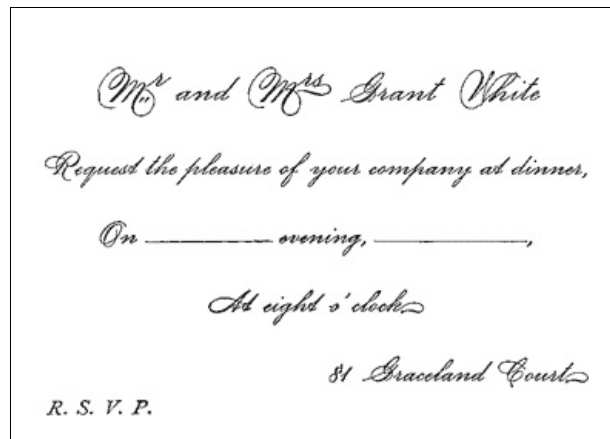 Mr and Mrs Grant White
Request the pleasure of your company at dinner,
On ____________ evening, ______________,
At eight o'clock
81 Graceland Court
R. S. V. P.